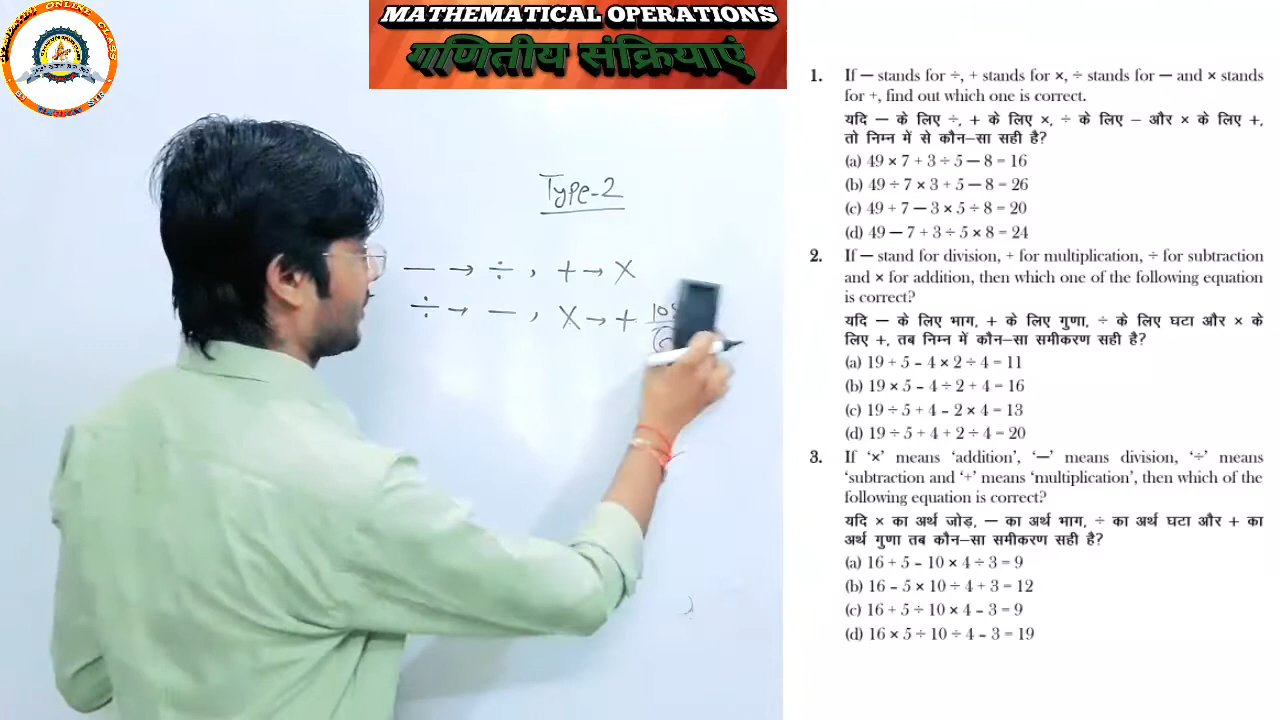 MATHEMATICAL OPERATIONS
गणितीय संक्रियाएं
Type-2
— → ÷ , + → ×
÷ → — , × → +
1. If — stands for ÷, + stands for ×, ÷ stands for — and × stands
for +, find out which one is correct.
यदि — के लिए ÷, + के लिए ×, ÷ के लिए – और × के लिए +,
तो निम्न में से कौन–सा सही है?
(a) 49 × 7 + 3 ÷ 5 — 8 = 16
(b) 49 ÷ 7 × 3 + 5 — 8 = 26
(c) 49 + 7 — 3 × 5 ÷ 8 = 20
(d) 49 — 7 + 3 ÷ 5 × 8 = 24
2. If — stand for division, + for multiplication, ÷ for subtraction
and × for addition, then which one of the following equation
is correct?
यदि – के लिए भाग, + के लिए गुणा, ÷ के लिए घटा और × के
लिए +, तब निम्न में कौन–सा समीकरण सही है?
(a) 19 + 5 – 4 × 2 ÷ 4 = 11
(b) 19 × 5 – 4 ÷ 2 + 4 = 16
(c) 19 ÷ 5 + 4 – 2 × 4 = 13
(d) 19 ÷ 5 + 4 + 2 ÷ 4 = 20
3. If ‘×’ means ‘addition’, ‘—’ means division, ‘÷’ means
‘subtraction and ‘+’ means ‘multiplication’, then which of the
following equation is correct?
यदि × का अर्थ जोड़, — का अर्थ भाग, ÷ का अर्थ घटा और + का
अर्थ गुणा तब कौन–सा समीकरण सही है?
(a) 16 + 5 – 10 × 4 ÷ 3 = 9
(b) 16 – 5 × 10 ÷ 4 + 3 = 12
(c) 16 + 5 ÷ 10 × 4 – 3 = 9
(d) 16 × 5 ÷ 10 ÷ 4 – 3 = 19